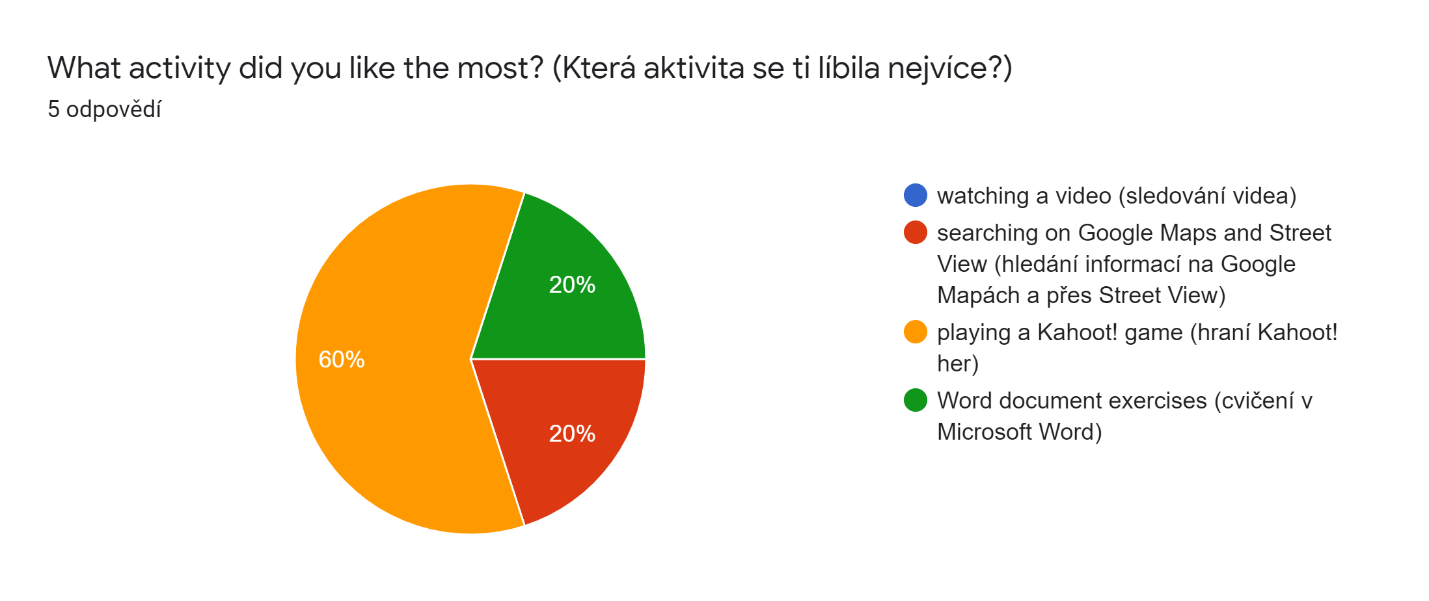 What activity did you like the most? (Která aktivita se ti líbila nejvíce?)
5 odpovědí
20%
60%
20%
watching a video (sledování videa)
searching on Google Maps and Street
View (hledání informací na Google
Mapách a přes Street View)
playing a Kahoot! game (hraní Kahoot!
her)
Word document exercises (cvičení v
Microsoft Word)